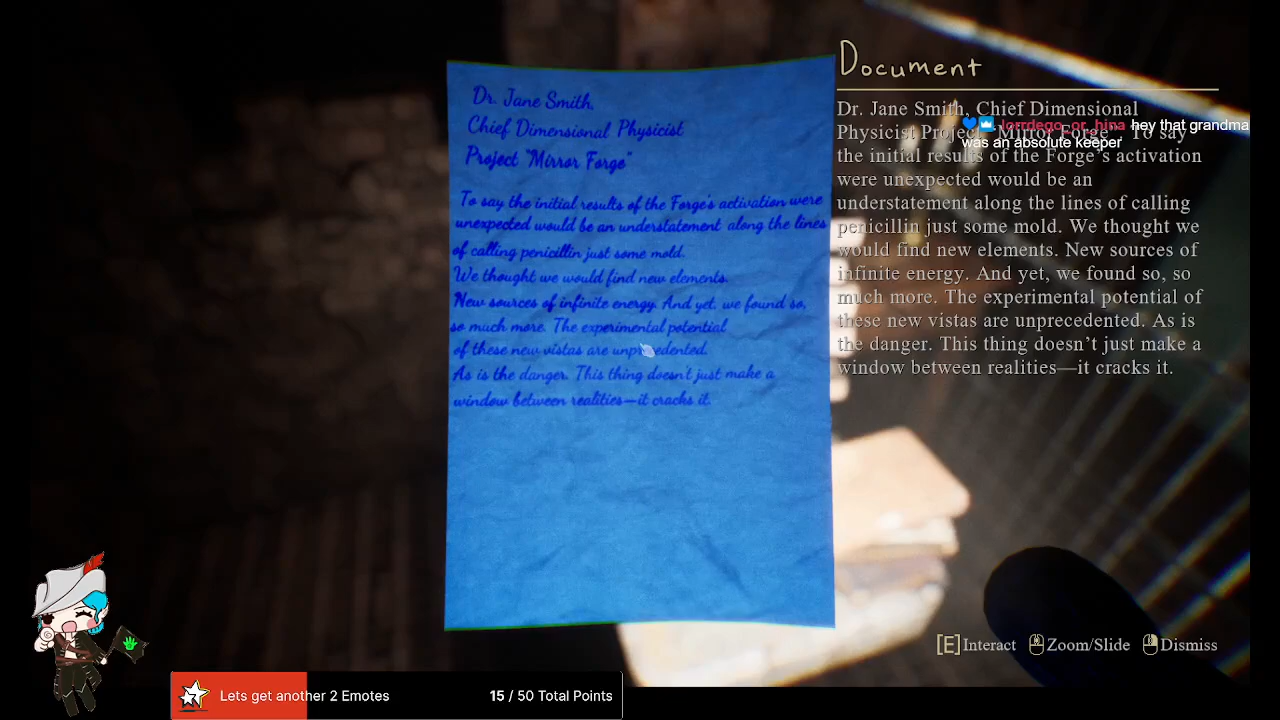 Dr. Jane Smith,
Chief Dimensional Physicist
Project "Mirror Forge"
To say the initial results of the Forge's activation were
unexpected would be an understatement along the lines
of calling penicillin just some mold.
We thought we would find new elements.
New sources of infinite energy. And yet, we found so,
so much more. The experimental potential
of these new vistas are unprecedented.
As is the danger. This thing doesn't just make a
window between realities—it cracks it.
Document
Dr. Jane Smith, Chief Dimensional
Physicist Project "Mirror Forge" To say
the initial results of the Forge's activation
were unexpected would be an
understatement along the lines of calling
penicillin just some mold. We thought we
would find new elements. New sources of
infinite energy. And yet, we found so, so
much more. The experimental potential of
these new vistas are unprecedented. As is
the danger. This thing doesn't just make a
window between realities—it cracks it.
hey that grandma
was an absolute keeper
[E]Interact Zoom/Slide Dismiss
Lets get another 2 Emotes 15 / 50 Total Points